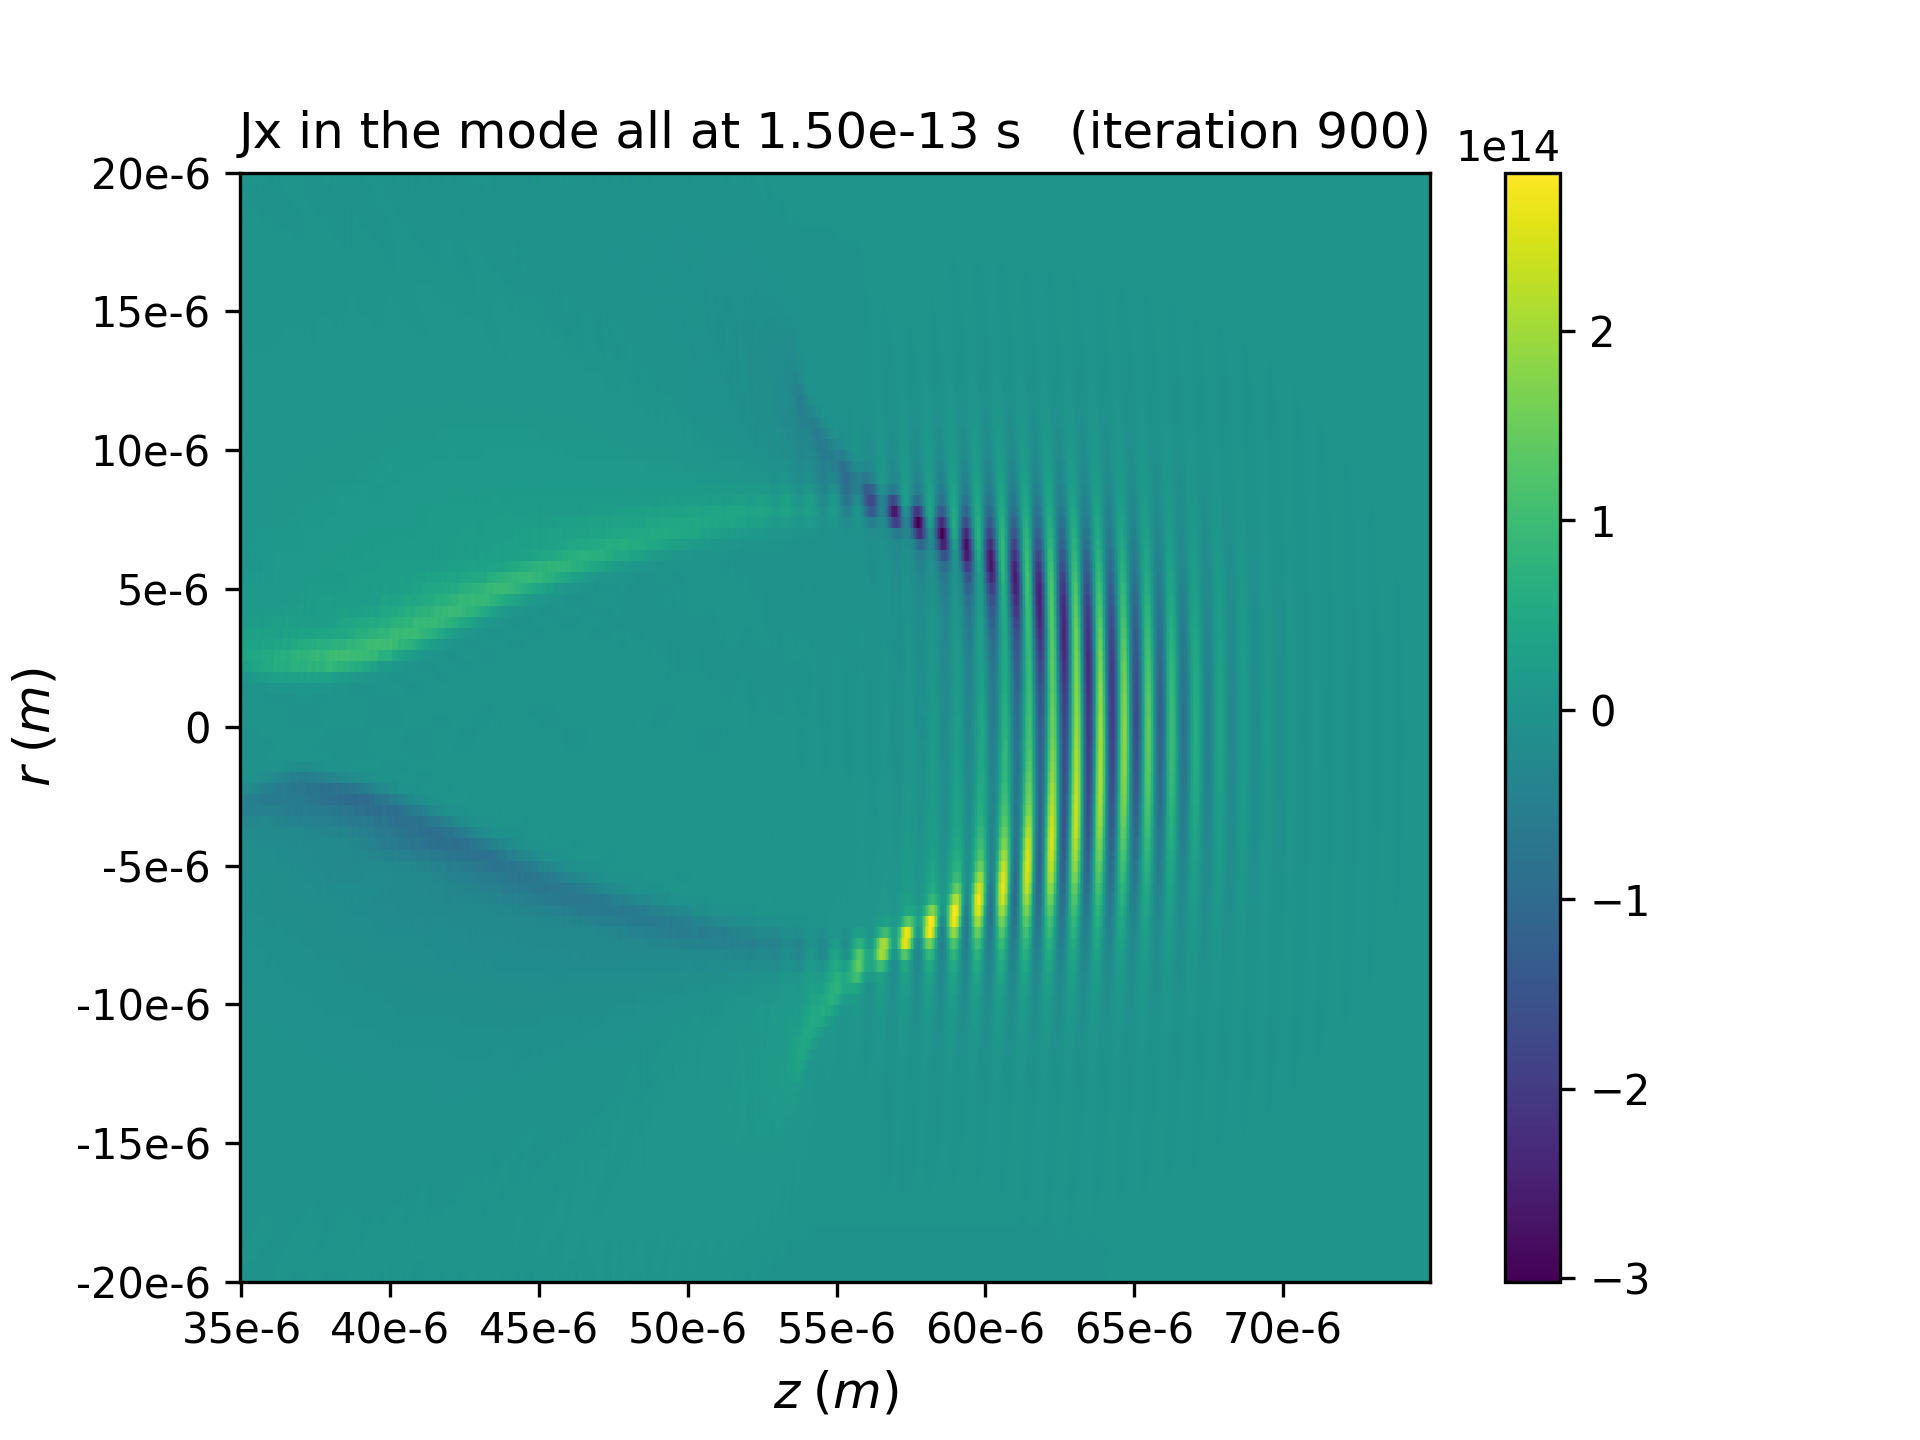 Jx in the mode all at 1.50e-13 s (iteration 900)
1e14
20e-6
15e-6
10e-6
5e-6
0
-5e-6
-10e-6
-15e-6
-20e-6
r (m)
35e-6 40e-6 45e-6 50e-6 55e-6 60e-6 65e-6 70e-6
z (m)
2
1
0
−1
−2
−3